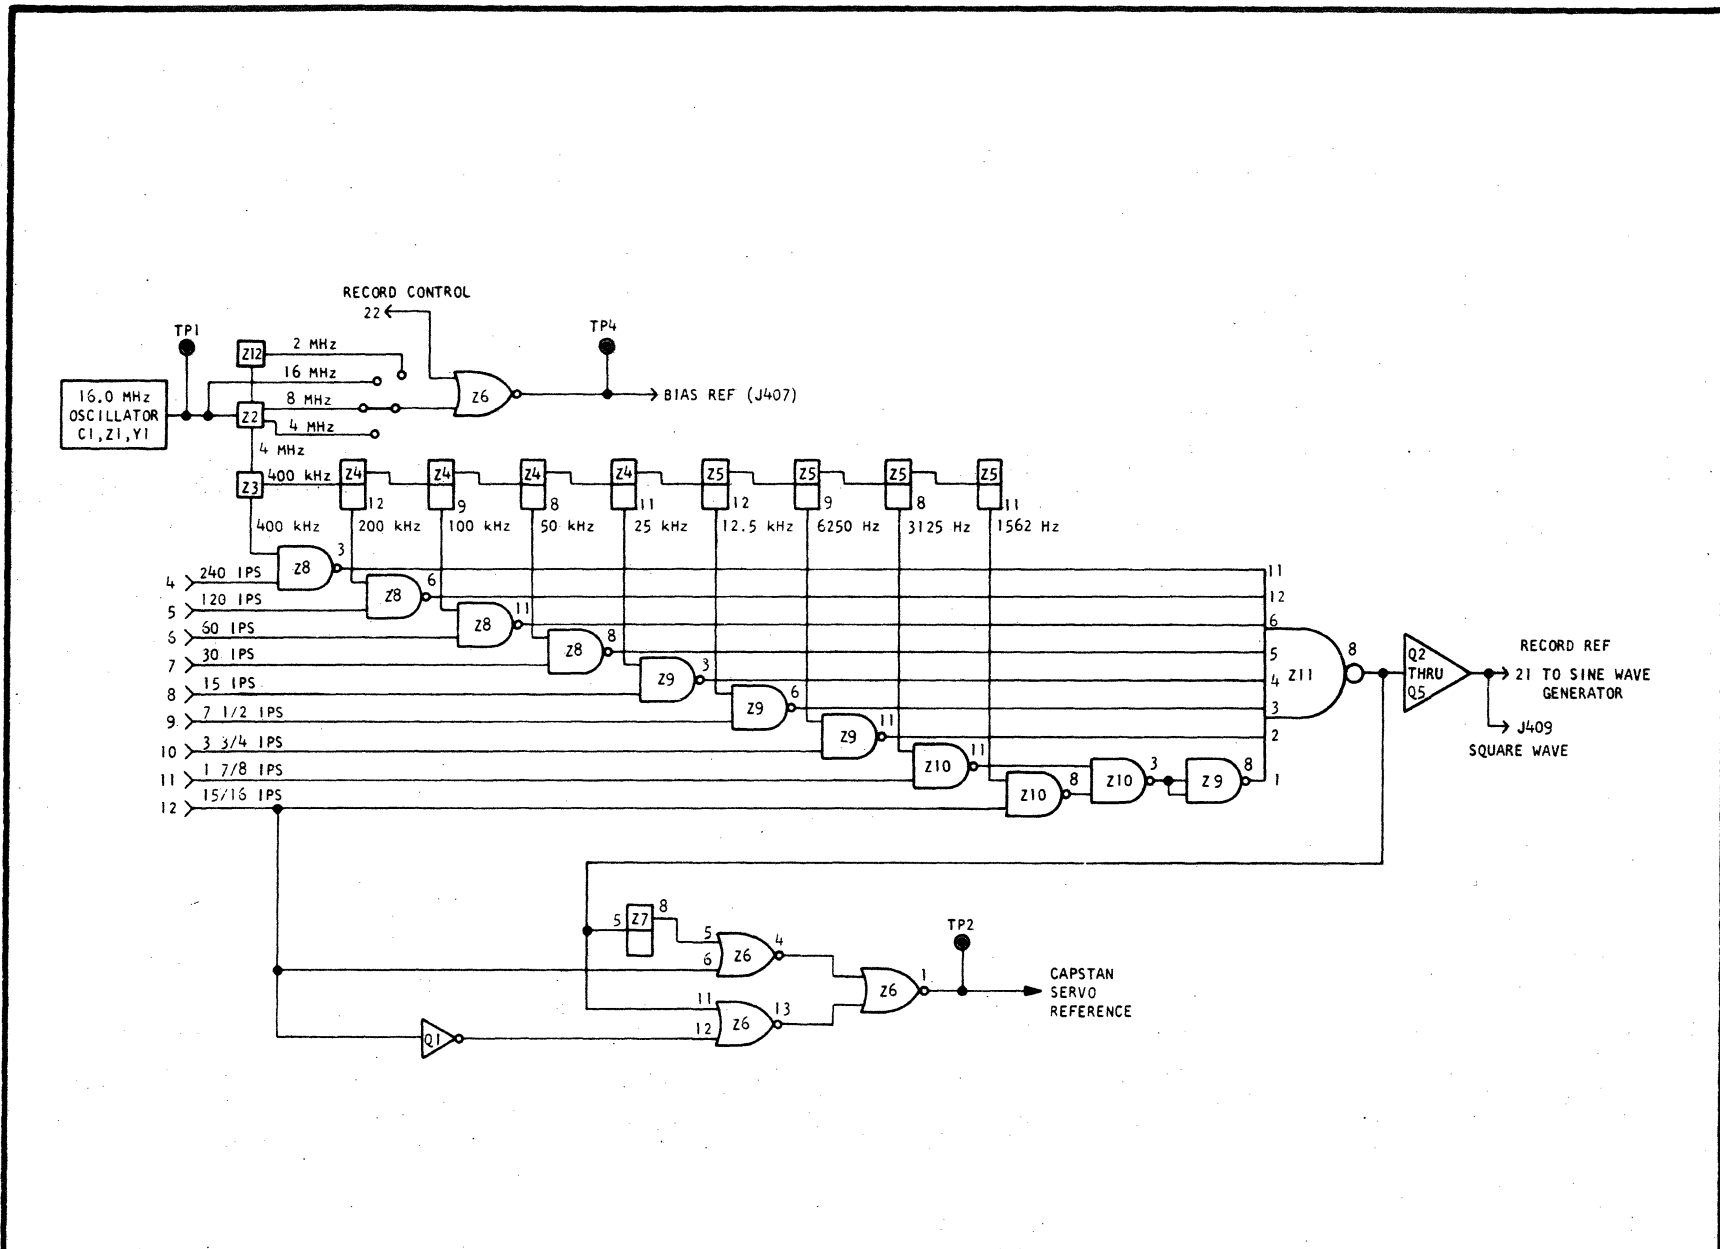 RECORD CONTROL
22
TP1
TP4
Z12
2 MHz
16 MHz
16.0 MHz
OSCILLATOR
C1,Z1,Y1
Z2
8 MHz
4 MHz
Z6
BIAS REF (J407)
4 MHz
Z3
400 kHz
Z4
Z4
Z4
Z4
Z5
Z5
Z5
Z5
12
9
8
11
12
9
8
11
400 kHz
200 kHz
100 kHz
50 kHz
25 kHz
12.5 kHz
6250 Hz
3125 Hz
1562 Hz
4
240 IPS
Z8
3
11
5
120 IPS
Z8
6
12
6
60 IPS
Z8
11
6
7
30 IPS
Z8
8
5
8
15 IPS
Z9
3
4
9
7 1/2 IPS
Z9
6
3
10
3 3/4 IPS
Z9
11
2
11
1 7/8 IPS
Z10
11
12
15/16 IPS
Z10
8
Z10
3
Z9
8
1
Z11
8
Q2
THRU
Q5
RECORD REF
21 TO SINE WAVE
GENERATOR
J409
SQUARE WAVE
5
Z7
8
5
6
Z6
4
TP2
11
12
Z6
13
Z6
1
CAPSTAN
SERVO
REFERENCE
Q1